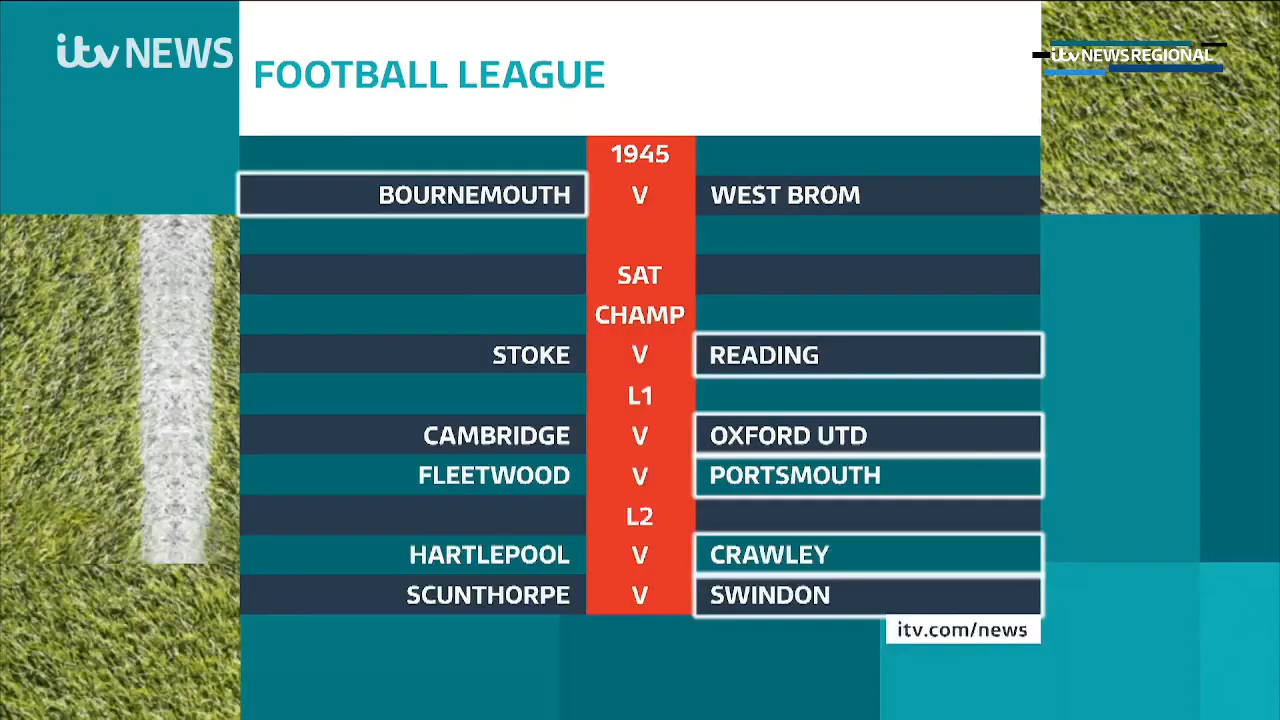 itv NEWS
FOOTBALL LEAGUE
itv NEWS REGIONAL
1945
BOURNEMOUTH V WEST BROM
SAT
CHAMP
STOKE V READING
L1
CAMBRIDGE V OXFORD UTD
FLEETWOOD V PORTSMOUTH
L2
HARTLEPOOL V CRAWLEY
SCUNTHORPE V SWINDON
itv.com/news